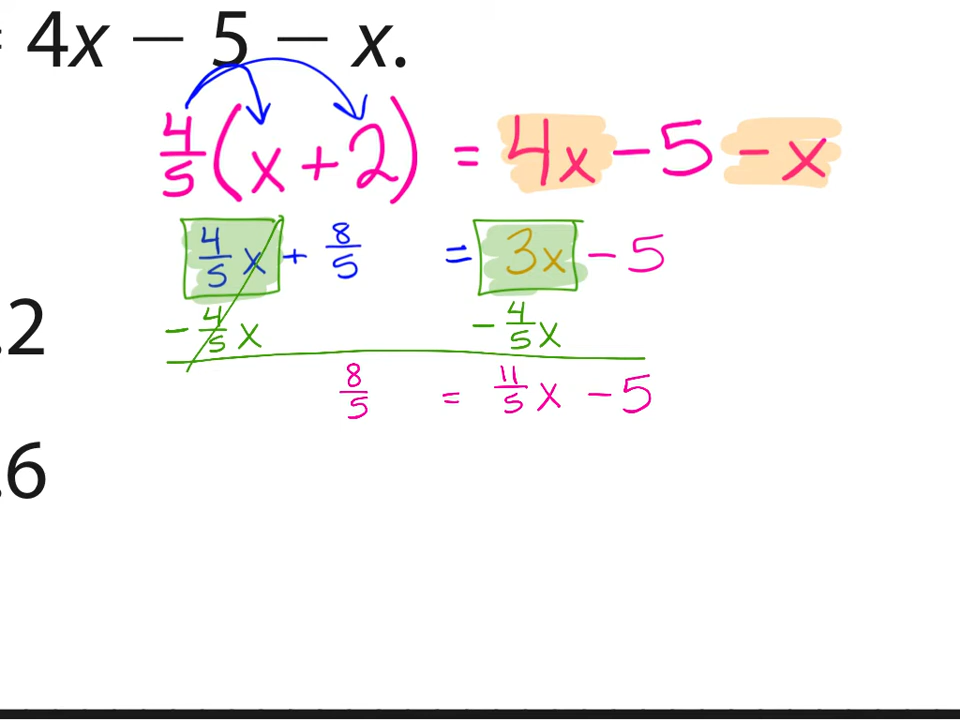 = 4x − 5 − x.
4/5(x + 2) = 4x − 5 − x
4/5x + 8/5 = 3x − 5
.2
− 4/5x − 4/5x
8/5 = 11/5x − 5
.6